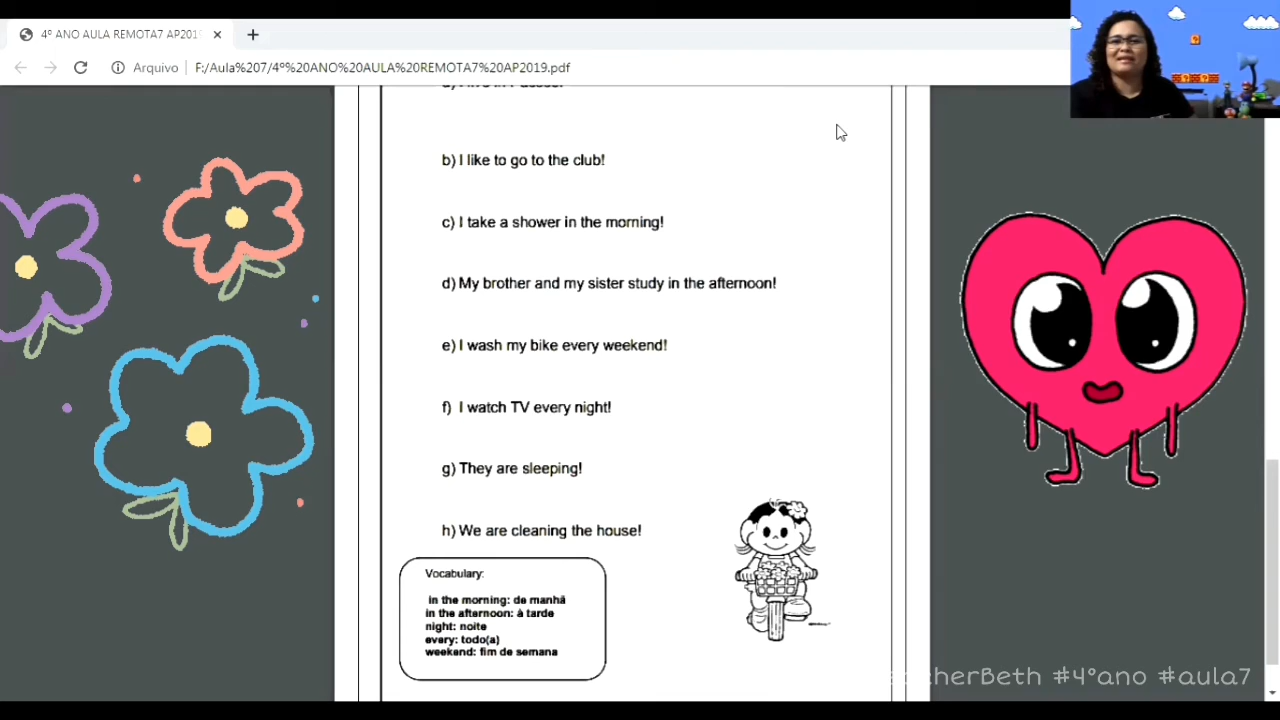 4º ANO AULA REMOTA7 AP2019
Arquivo F:/Aula%207/4º%20ANO%20AULA%20REMOTA7%20AP2019.pdf
b) I like to go to the club!
c) I take a shower in the morning!
d) My brother and my sister study in the afternoon!
e) I wash my bike every weekend!
f) I watch TV every night!
g) They are sleeping!
h) We are cleaning the house!
Vocabulary:
in the morning: de manhã
in the afternoon: à tarde
night: noite
every: todo(a)
weekend: fim de semana
cherBeth #4ºano #aula7